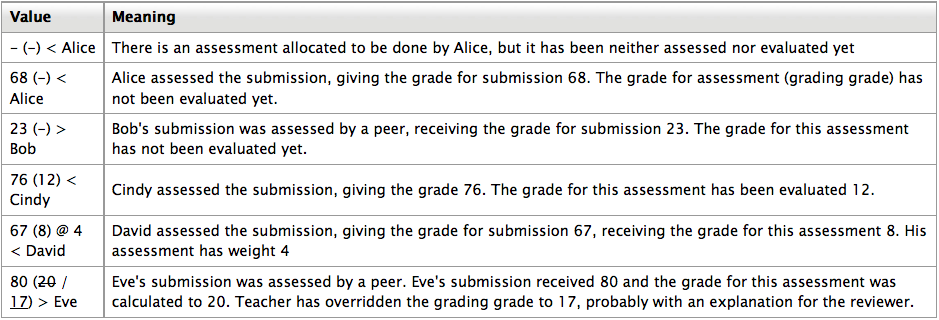 Value Meaning
– (–) < Alice There is an assessment allocated to be done by Alice, but it has been neither assessed nor evaluated yet
68 (–) < Alice Alice assessed the submission, giving the grade for submission 68. The grade for assessment (grading grade) has
not been evaluated yet.
23 (–) > Bob Bob's submission was assessed by a peer, receiving the grade for submission 23. The grade for this assessment
has not been evaluated yet.
76 (12) < Cindy Cindy assessed the submission, giving the grade 76. The grade for this assessment has been evaluated 12.
67 (8) @ 4 < David David assessed the submission, giving the grade for submission 67, receiving the grade for this assessment 8. His
assessment has weight 4
80 (20 / 17) > Eve Eve's submission was assessed by a peer. Eve's submission received 80 and the grade for this assessment was
calculated to 20. Teacher has overridden the grading grade to 17, probably with an explanation for the reviewer.